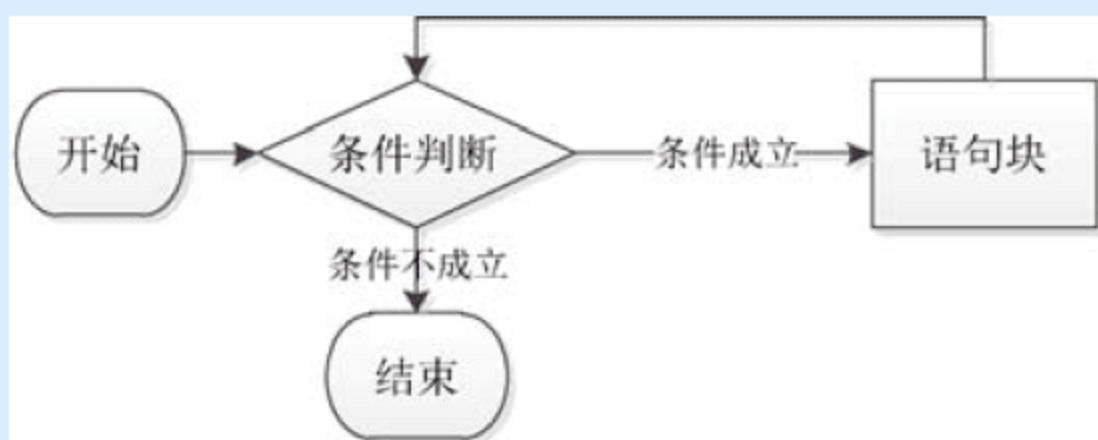 开始
条件判断
条件成立
语句块
条件不成立
结束